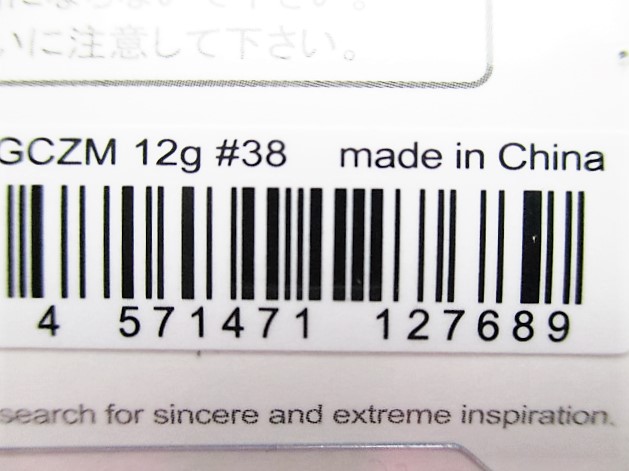 いに注意して下さい。
GCZM 12g #38 made in China
4 571471 127689
search for sincere and extreme inspiration.